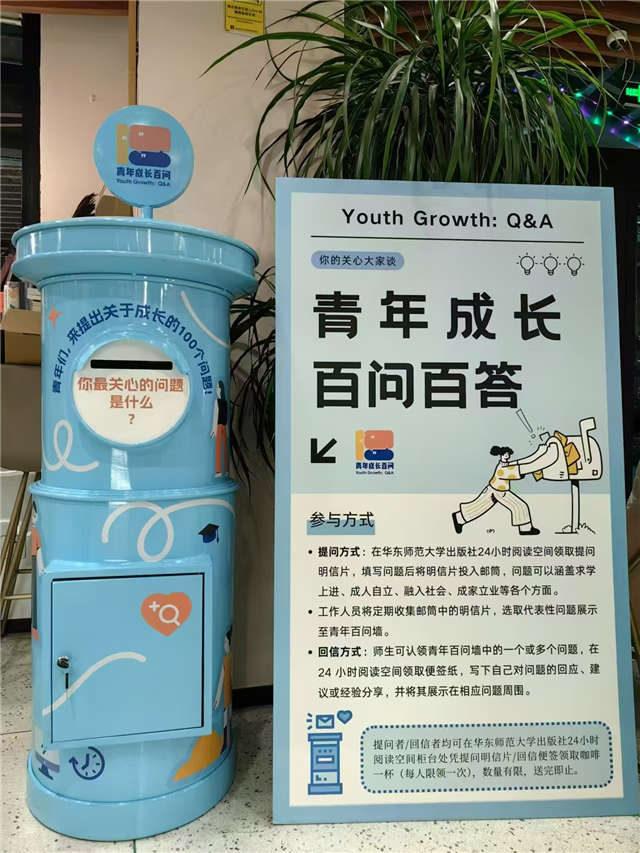 青年成长百问
Youth Growth: Q&A
青年们，来提出关于成长的100个问题！
你最关心的问题
是什么
？
Youth Growth: Q&A
你的关心大家谈
青年成长
百问百答
青年成长百问
Youth Growth: Q&A
参与方式
• 提问方式：在华东师范大学出版社24小时阅读空间领取提问
明信片，填写问题后将明信片投入邮筒，问题可以涵盖求学
上进、成人自立、融入社会、成家立业等各个方面。
• 工作人员将定期收集邮筒中的明信片，选取代表性问题展示
至青年百问墙。
• 回信方式：师生可认领青年百问墙中的一个或多个问题，在
24 小时阅读空间领取便签纸，写下自己对问题的回应、建
议或经验分享，并将其展示在相应问题周围。
提问者/回信者均可在华东师范大学出版社24小时
阅读空间柜台处凭提问明信片/回信便签领取咖啡
一杯（每人限领一次），数量有限，送完即止。